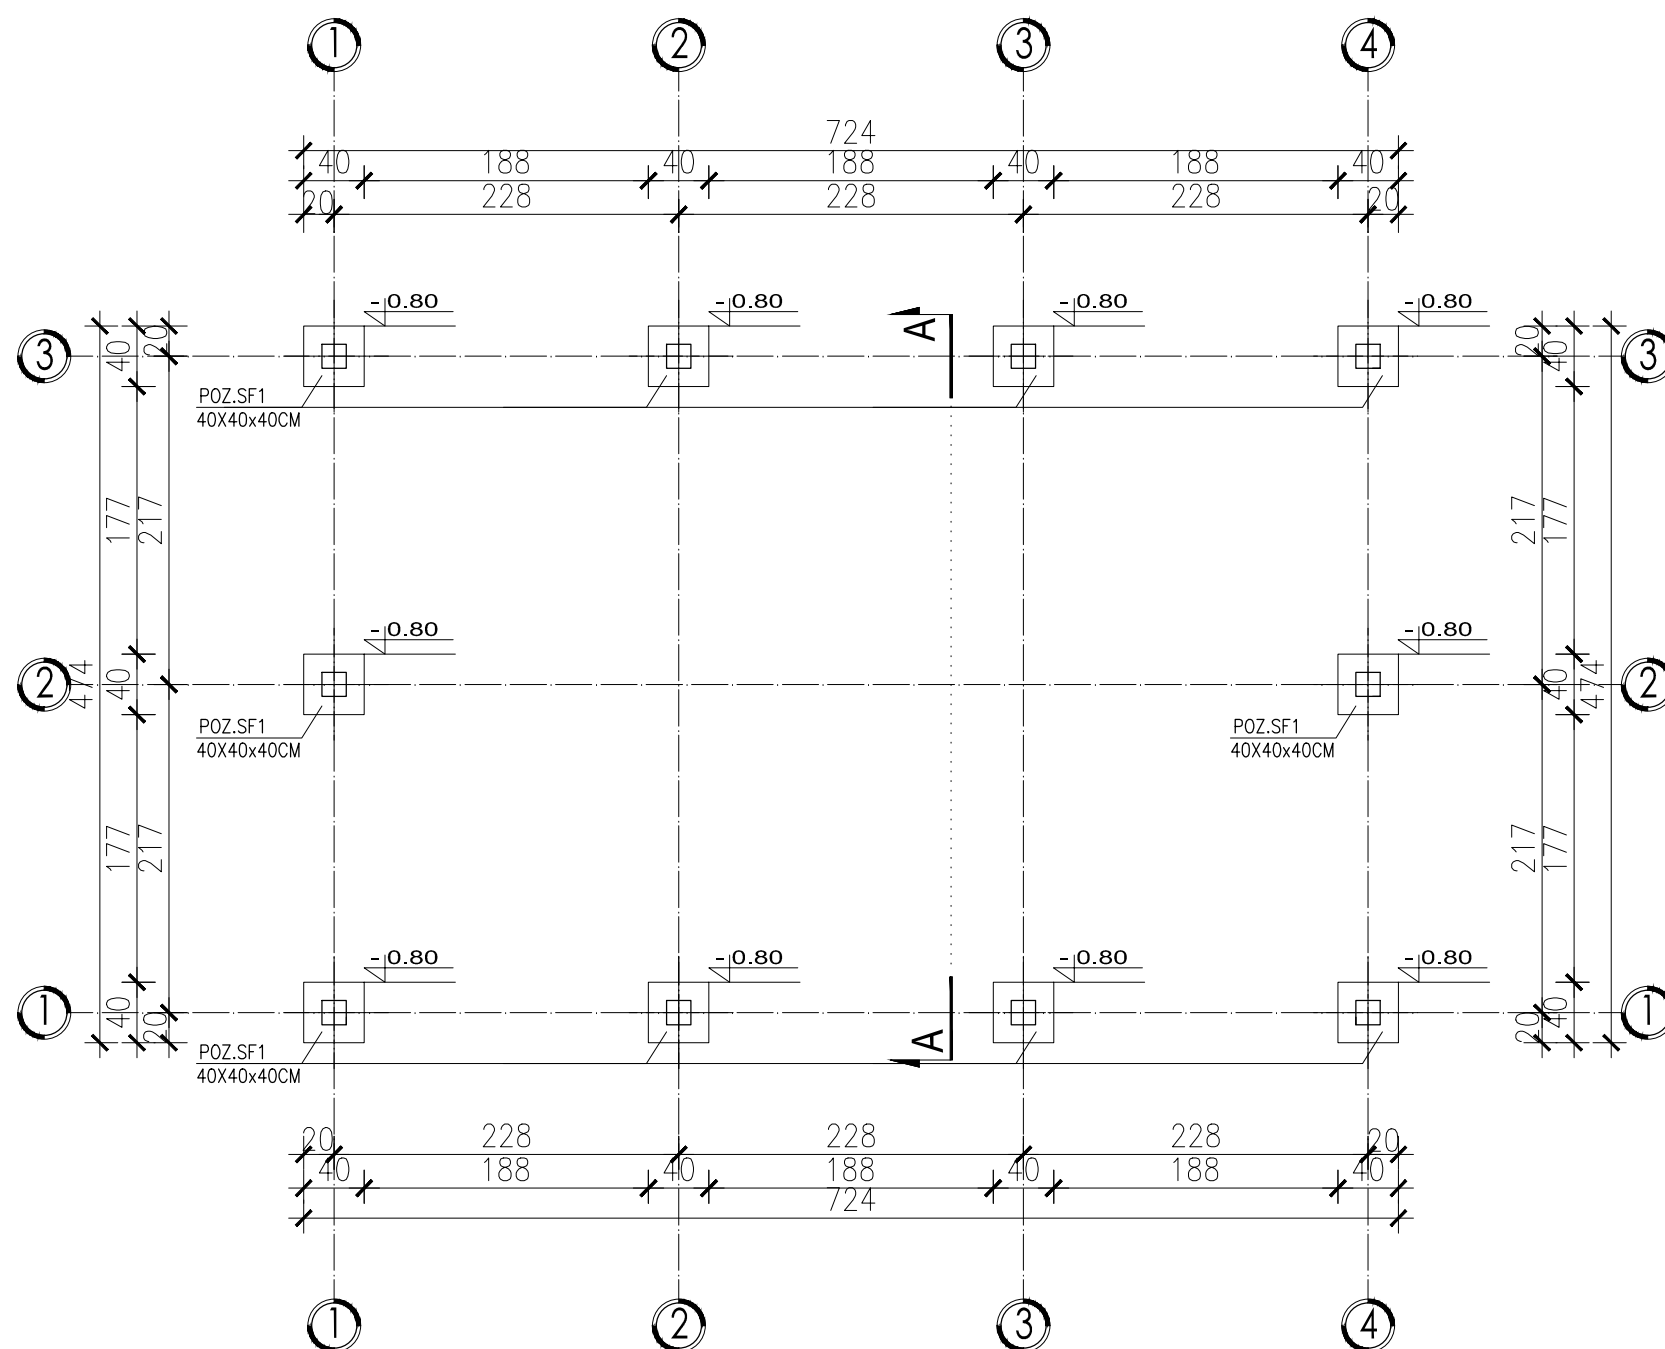 1 2 3 4
724
40 188 40 188 40 188 40
20 228 228 228 20
-0.80 -0.80 -0.80 -0.80
A
3 40 20 20 40 3
POZ.SF1
40X40x40CM
177 217 217 177
-0.80 -0.80
2 474 40 40 474 2
POZ.SF1 POZ.SF1
40X40x40CM 40X40x40CM
177 217 217 177
-0.80 -0.80 -0.80 -0.80
1 40 20 20 40 1
A
POZ.SF1
40X40x40CM
20 228 228 228 20
40 188 40 188 40 188 40
724
1 2 3 4